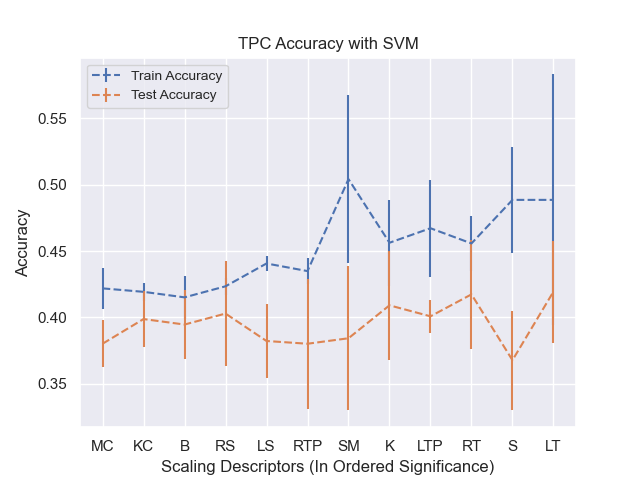 TPC Accuracy with SVM
Train Accuracy
Test Accuracy
0.55
0.50
0.45
0.40
0.35
Accuracy
MC KC B RS LS RTP SM K LTP RT S LT
Scaling Descriptors (In Ordered Significance)